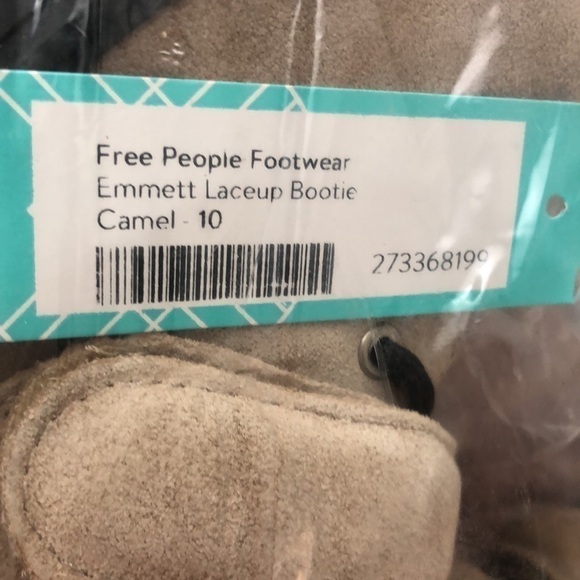 Free People Footwear
Emmett Laceup Bootie
Camel - 10
273368199